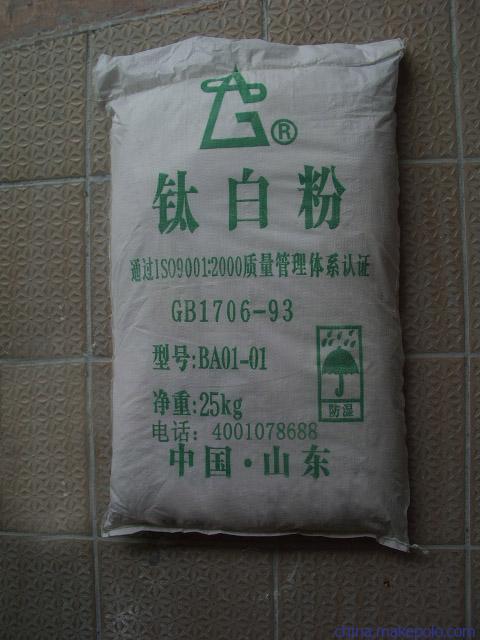 ®
钛白粉
通过ISO9001:2000质量管理体系认证
GB1706-93
型号:BA01-01
净重:25kg
防湿
电话: 4001078688
中国·山东
china.makepolo.com